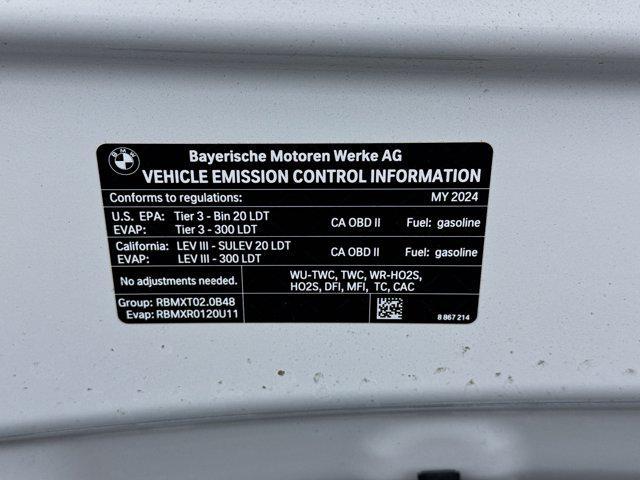 BMW
Bayerische Motoren Werke AG
VEHICLE EMISSION CONTROL INFORMATION
Conforms to regulations: MY 2024
U.S. EPA: Tier 3 - Bin 20 LDT CA OBD II Fuel: gasoline
EVAP: Tier 3 - 300 LDT
California: LEV III - SULEV 20 LDT CA OBD II Fuel: gasoline
EVAP: LEV III - 300 LDT
No adjustments needed. WU-TWC, TWC, WR-HO2S,
HO2S, DFI, MFI, TC, CAC
Group: RBMXT02.0B48
Evap: RBMXR0120U11 8 867 214